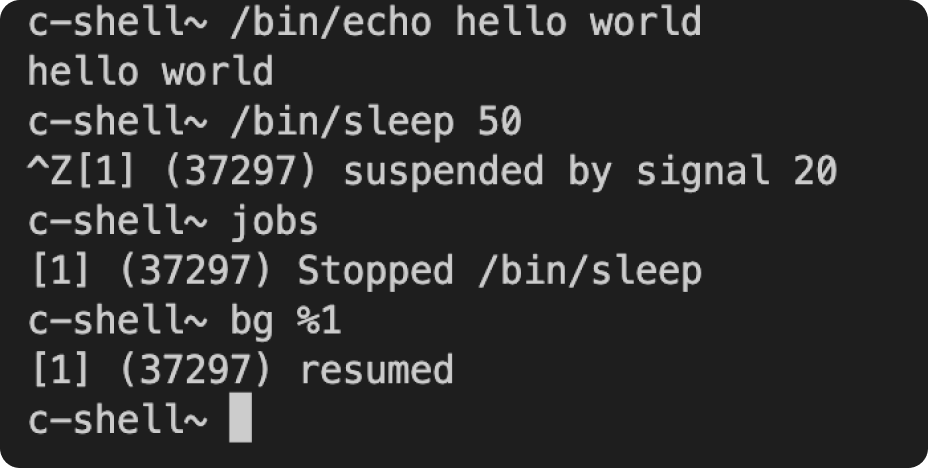 c-shell~ /bin/echo hello world
hello world
c-shell~ /bin/sleep 50
^Z[1] (37297) suspended by signal 20
c-shell~ jobs
[1] (37297) Stopped /bin/sleep
c-shell~ bg %1
[1] (37297) resumed
c-shell~